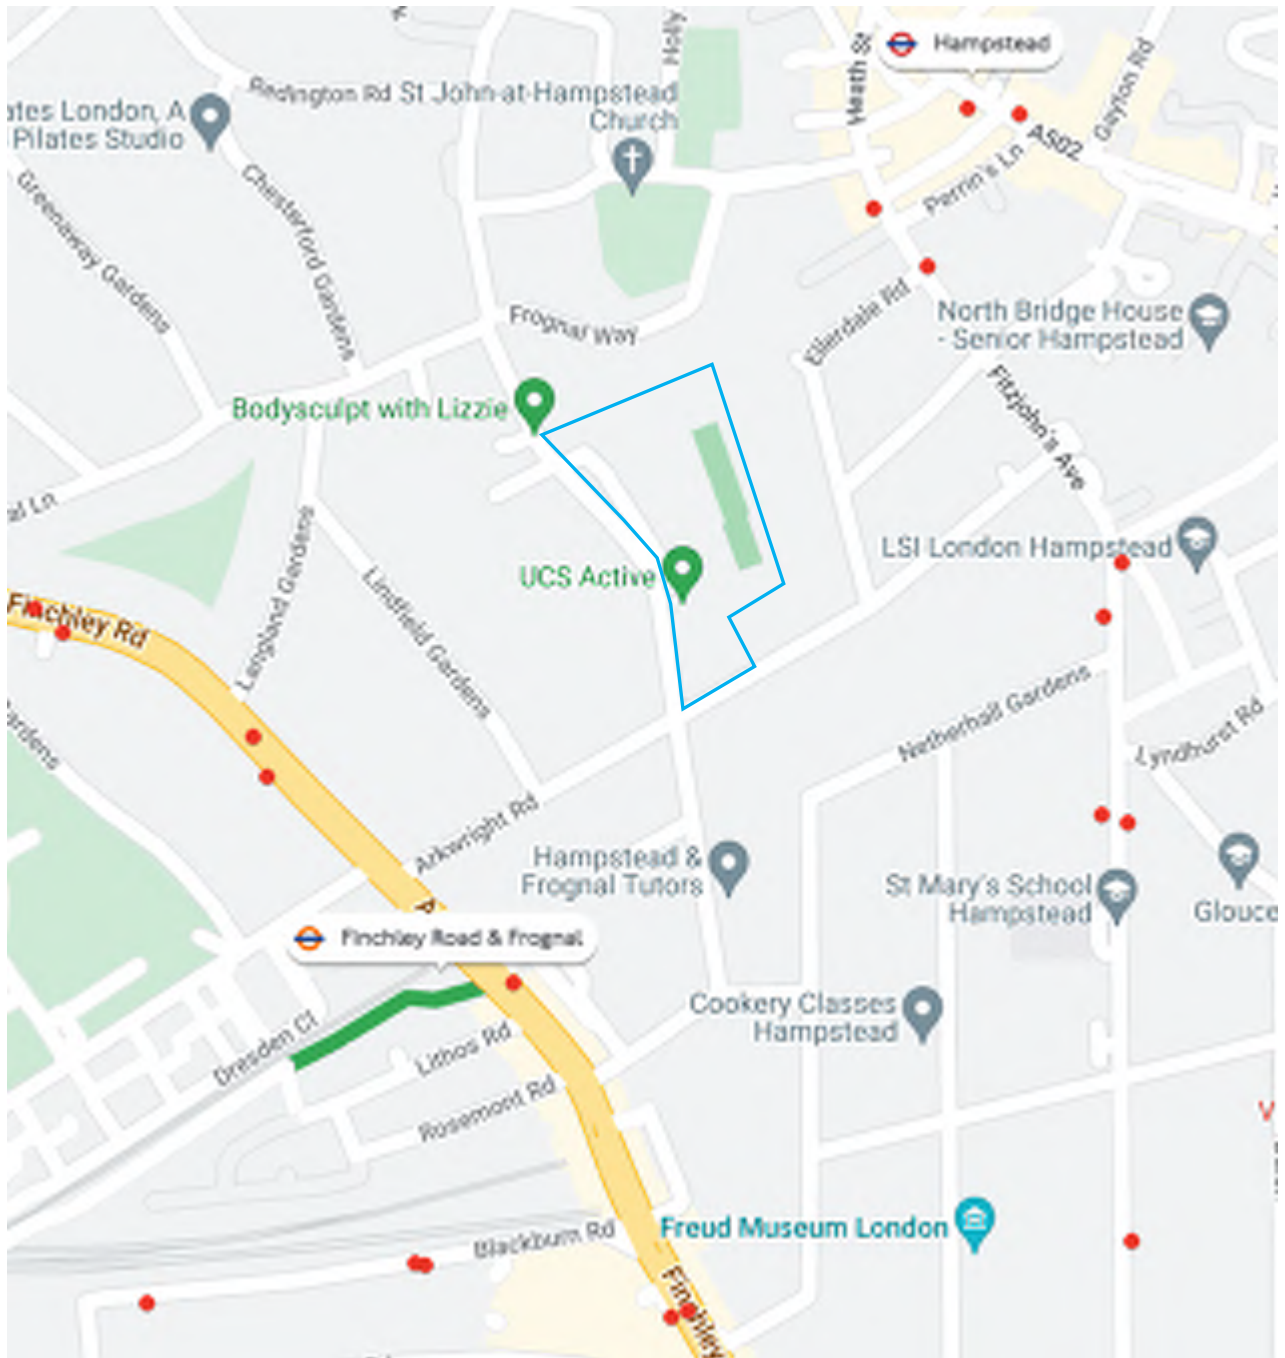 Holly
Heath St
Hampstead
Gayton Rd
A502
Redington Rd
St John-at-Hampstead
Church
ates London, A
Pilates Studio
Perrin's Ln
Chesterford Gardens
Greenaway Gardens
Ellerdale Rd
North Bridge House
- Senior Hampstead
Frognal Way
Fitzjohn's Ave
Bodysculpt with Lizzie
al Ln
LSI London Hampstead
UCS Active
Finchley Rd
Langland Gardens
Lindfield Gardens
Netherhall Gardens
Lyndhurst Rd
ardens
Arkwright Rd
Hampstead &
Frognal Tutors
St Mary's School
Hampstead
Glouce
Finchley Road & Frognal
Cookery Classes
Hampstead
Dresden Cl
Lithos Rd
Rosemont Rd
V
Freud Museum London
Blackburn Rd
Finchley